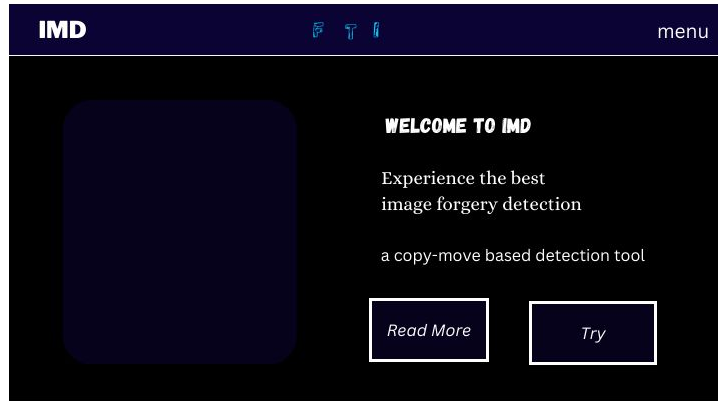 IMD
F T I
menu
WELCOME TO IMD
Experience the best
image forgery detection
a copy-move based detection tool
Read More
Try